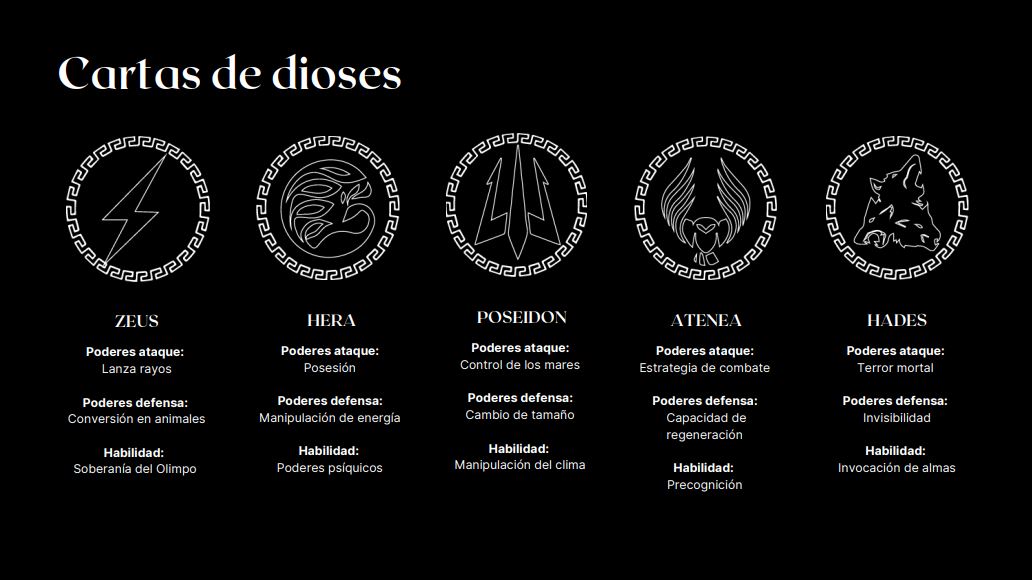 Cartas de dioses
ZEUS
Poderes ataque:
Lanza rayos
Poderes defensa:
Conversión en animales
Habilidad:
Soberanía del Olimpo
HERA
Poderes ataque:
Posesión
Poderes defensa:
Manipulación de energía
Habilidad:
Poderes psíquicos
POSEIDON
Poderes ataque:
Control de los mares
Poderes defensa:
Cambio de tamaño
Habilidad:
Manipulación del clima
ATENEA
Poderes ataque:
Estrategia de combate
Poderes defensa:
Capacidad de
regeneración
Habilidad:
Precognición
HADES
Poderes ataque:
Terror mortal
Poderes defensa:
Invisibilidad
Habilidad:
Invocación de almas